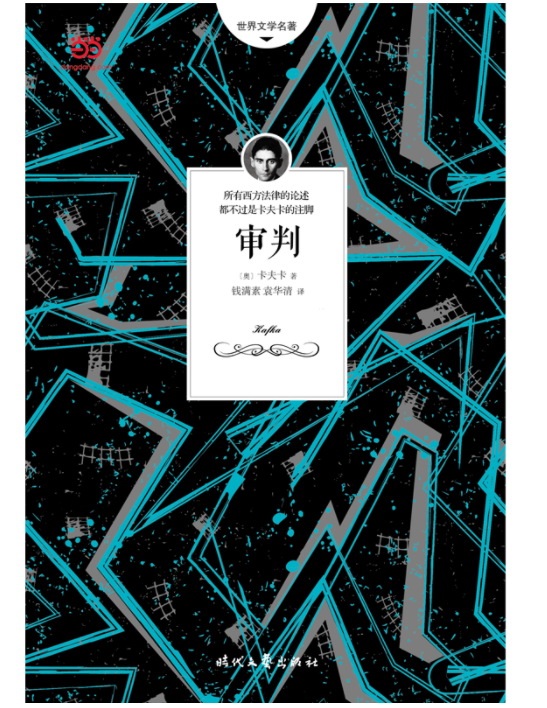 世界文学名著
所有西方法律的论述
都不过是卡夫卡的注脚
审判
〔奥〕卡夫卡 著
钱满素 袁华清 译
Kafka
时代文艺出版社